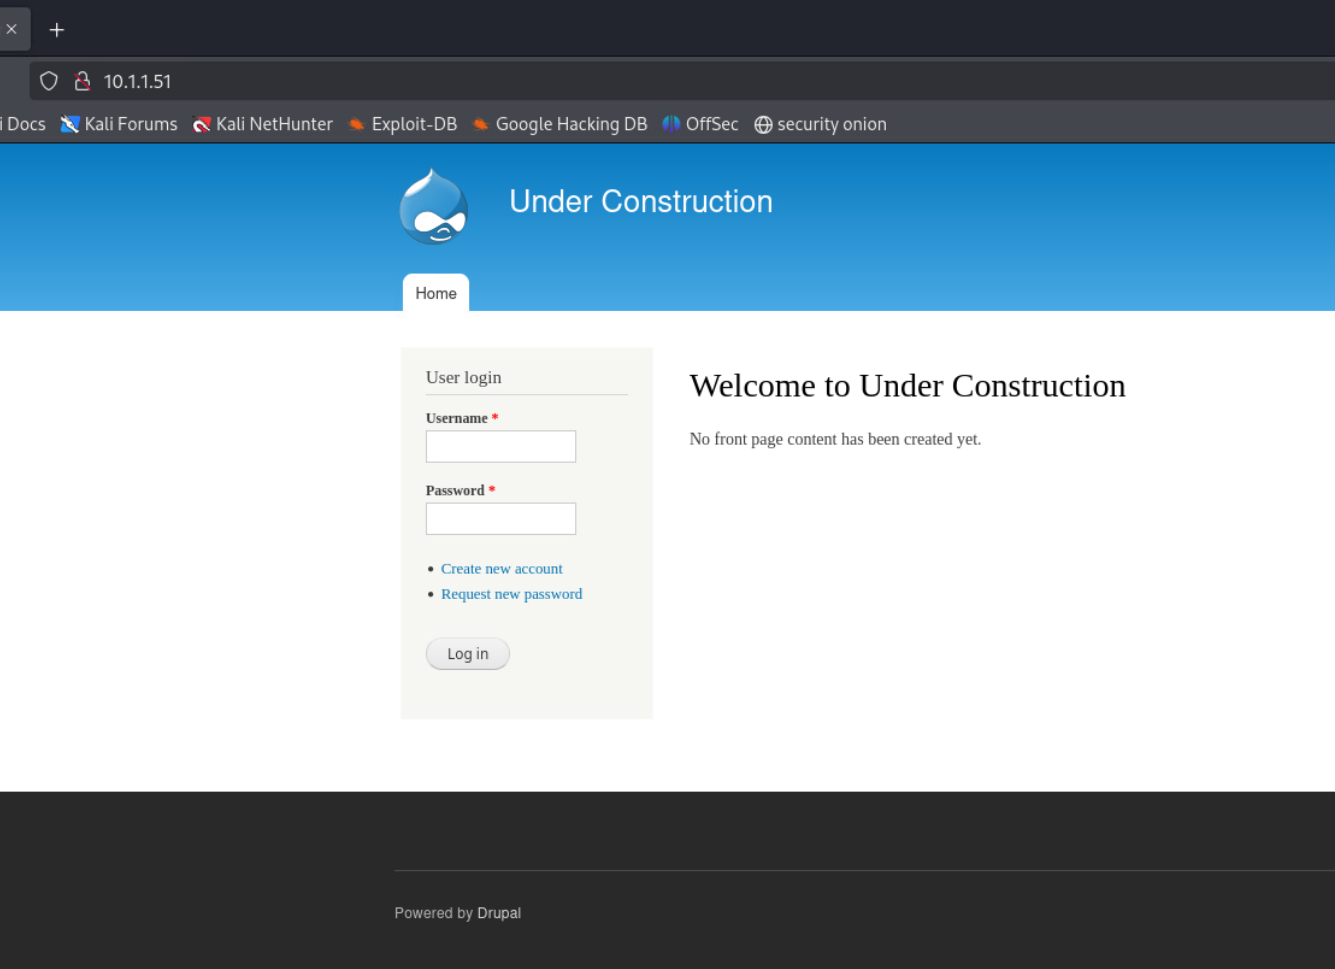 10.1.1.51
i Docs Kali Forums Kali NetHunter Exploit-DB Google Hacking DB OffSec security onion
Under Construction
Home
User login
Username *
Password *
Create new account
Request new password
Log in
Welcome to Under Construction
No front page content has been created yet.
Powered by Drupal